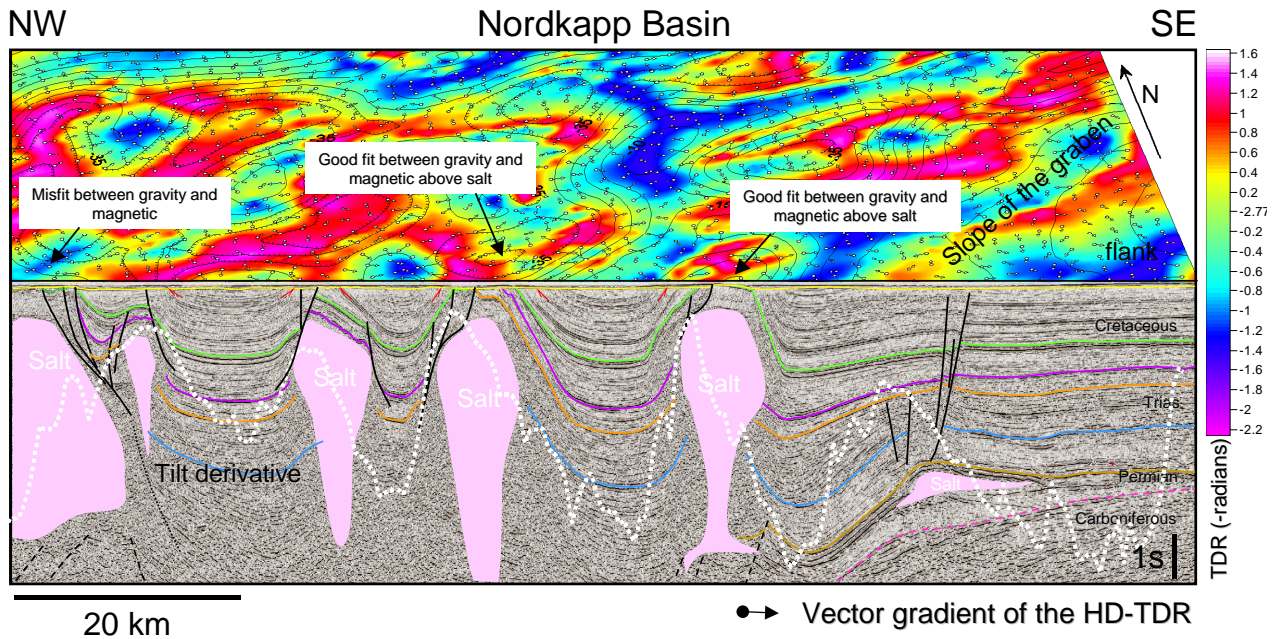 NW
Nordkapp Basin
SE
N
Good fit between gravity and
magnetic above salt
Misfit between gravity and
magnetic
Good fit between gravity and
magnetic above salt
Slope of the graben
flank
1.6
1.4
1.2
1
0.8
0.6
0.4
0.2
-0.2
-2.77
-0.4
-0.6
-0.8
-1
-1.2
-1.4
-1.6
-1.8
-2
-2.2
TDR (-radians)
Cretaceous
Salt
Salt
Salt
Salt
Trias
Tilt derivative
Salt
Permian
Carboniferous
1s
20 km
Vector gradient of the HD-TDR